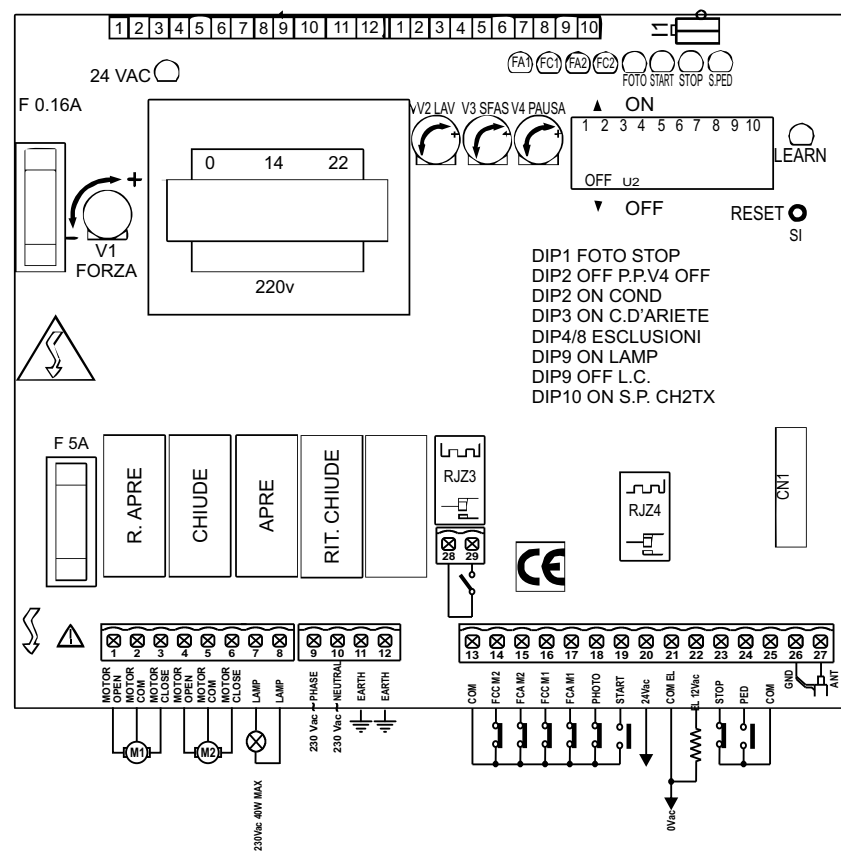 1 2 3 4 5 6 7 8 9 10 11 12 1 2 3 4 5 6 7 8 9 10
I1
FA1 FC1 FA2 FC2 FOTO START STOP S.PED
24 VAC
F 0.16A
V2 LAV V3 SFAS V4 PAUSA
ON
1 2 3 4 5 6 7 8 9 10
OFF U2
OFF
LEARN
RESET
SI
0 14 22
220v
+
-
V1
FORZA
DIP1 FOTO STOP
DIP2 OFF P.P.V4 OFF
DIP2 ON COND
DIP3 ON C.D'ARIETE
DIP4/8 ESCLUSIONI
DIP9 ON LAMP
DIP9 OFF L.C.
DIP10 ON S.P. CH2TX
F 5A
R. APRE
CHIUDE
APRE
RIT. CHIUDE
RJZ3
28 29
RJZ4
CN1
CE
1 2 3 4 5 6 7 8 9 10 11 12
13 14 15 16 17 18 19 20 21 22 23 24 25 26 27
MOTOR OPEN
MOTOR COM
MOTOR CLOSE
MOTOR OPEN
MOTOR COM
MOTOR CLOSE
LAMP
LAMP
230 Vac ~ PHASE
230 Vac ~ NEUTRAL
EARTH
EARTH
COM
FCC M2
FCA M2
FCC M1
FCA M1
PHOTO
START
24Vac
COM EL
EL 12Vac
STOP
PED
COM
GND
ANT
M1
M2
230Vac 40W MAX
0Vac